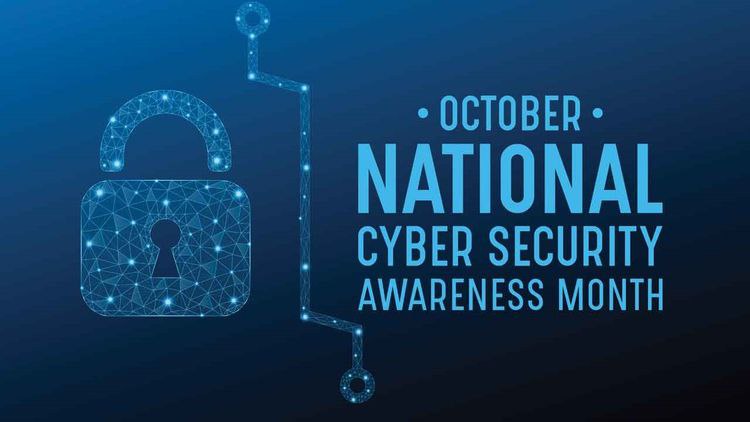 • OCTOBER •
NATIONAL
CYBER SECURITY
AWARENESS MONTH